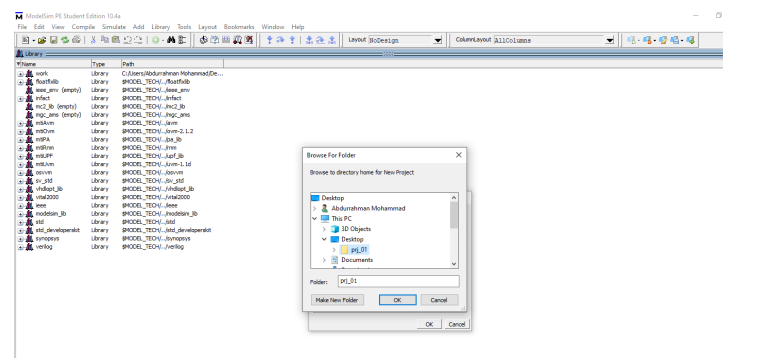 ModelSim PE Student Edition 10.4a
File Edit View Compile Simulate Add Library Tools Layout Bookmarks Window Help
Layout NoDesign
ColumnLayout AllColumns
Library
Name Type Path
work Library C:/Users/Abdurrahman Mohammad/De...
floatfixlib Library $MODEL_TECH/../floatfixlib
ieee_env (empty) Library $MODEL_TECH/../ieee_env
infact Library $MODEL_TECH/../infact
mc2_lib (empty) Library $MODEL_TECH/../mc2_lib
mgc_ams (empty) Library $MODEL_TECH/../mgc_ams
mtiAvm Library $MODEL_TECH/../avm
mtiOvm Library $MODEL_TECH/../ovm-2.1.2
mtiPA Library $MODEL_TECH/../pa_lib
mtiRnm Library $MODEL_TECH/../rnm
mtiUPF Library $MODEL_TECH/../upf_lib
mtiUvm Library $MODEL_TECH/../uvm-1.1d
osvvm Library $MODEL_TECH/../osvvm
sv_std Library $MODEL_TECH/../sv_std
vhdlopt_lib Library $MODEL_TECH/../vhdlopt_lib
vital2000 Library $MODEL_TECH/../vital2000
ieee Library $MODEL_TECH/../ieee
modelsim_lib Library $MODEL_TECH/../modelsim_lib
std Library $MODEL_TECH/../std
std_developerskit Library $MODEL_TECH/../std_developerskit
synopsys Library $MODEL_TECH/../synopsys
verilog Library $MODEL_TECH/../verilog
Browse For Folder
Browse to directory home for New Project
Desktop
Abdurrahman Mohammad
This PC
3D Objects
Desktop
prj_01
Documents
Folder: prj_01
Make New Folder OK Cancel
OK Cancel